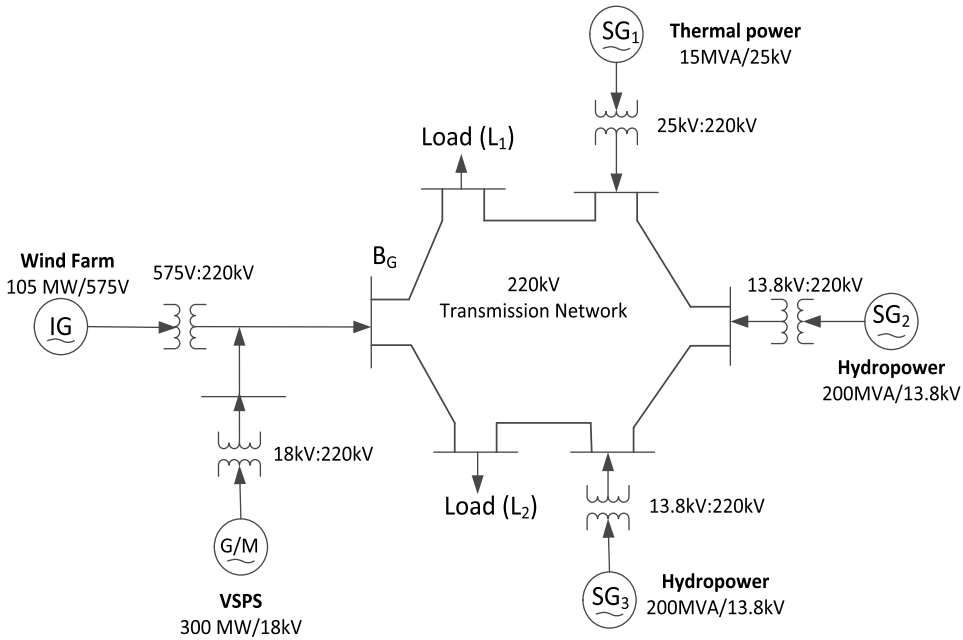 SG1
Thermal power
15MVA/25kV
25kV:220kV
Load (L1)
BG
Wind Farm
105 MW/575V
575V:220kV
IG
220kV
Transmission Network
13.8kV:220kV
SG2
Hydropower
200MVA/13.8kV
18kV:220kV
Load (L2)
13.8kV:220kV
G/M
VSPS
300 MW/18kV
SG3
Hydropower
200MVA/13.8kV